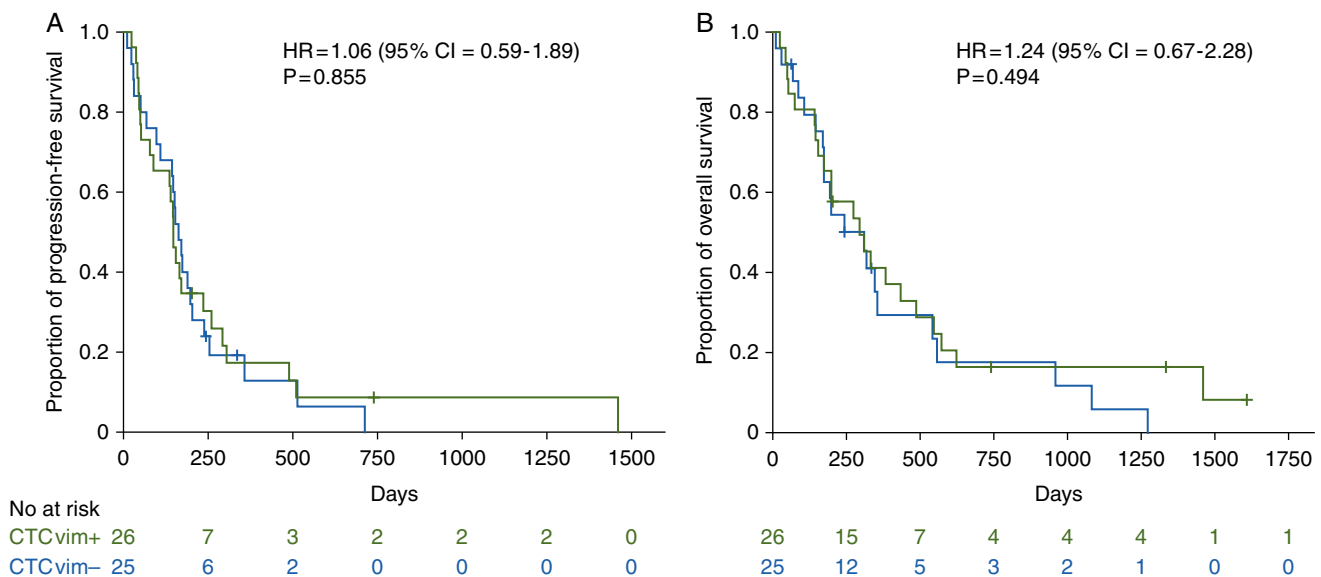 A
HR=1.06 (95% CI = 0.59-1.89)
P=0.855
Proportion of progression-free survival
1.0
0.8
0.6
0.4
0.2
0
0 250 500 750 1000 1250 1500
Days
B
HR=1.24 (95% CI = 0.67-2.28)
P=0.494
Proportion of overall survival
1.0
0.8
0.6
0.4
0.2
0
0 250 500 750 1000 1250 1500 1750
Days
No at risk
CTCvim+ 26 7 3 2 2 2 0 26 15 7 4 4 4 1 1
CTCvim– 25 6 2 0 0 0 0 25 12 5 3 2 1 0 0